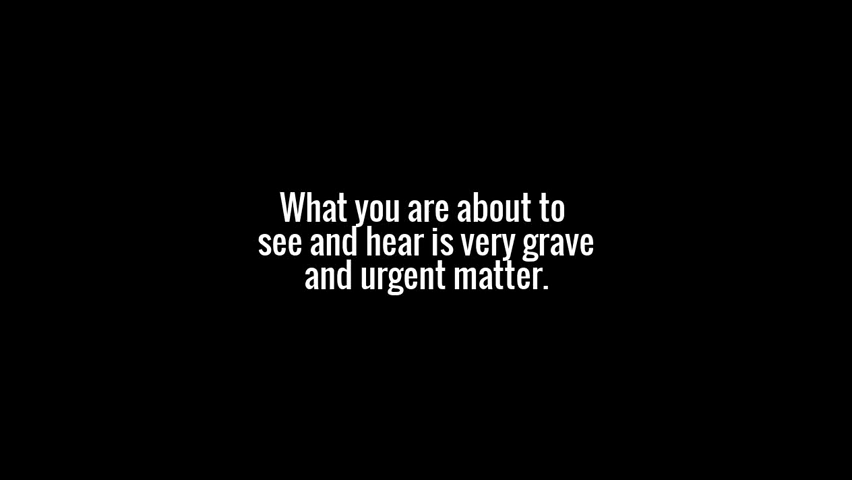 What you are about to
see and hear is very grave
and urgent matter.